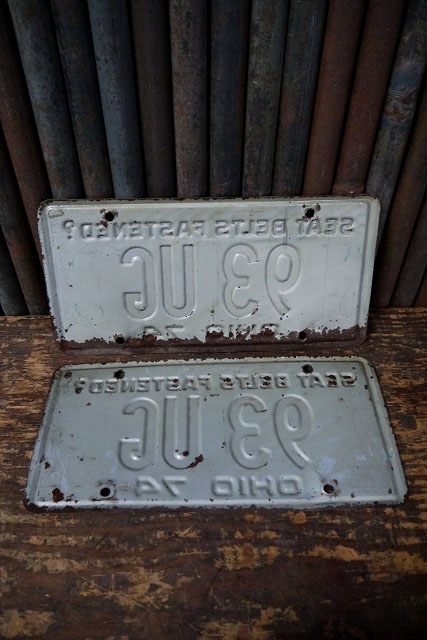 SEAT BELTS FASTENED?
93 UG
OHIO 74
SEAT BELTS FASTENED?
93 UG
OHIO 74